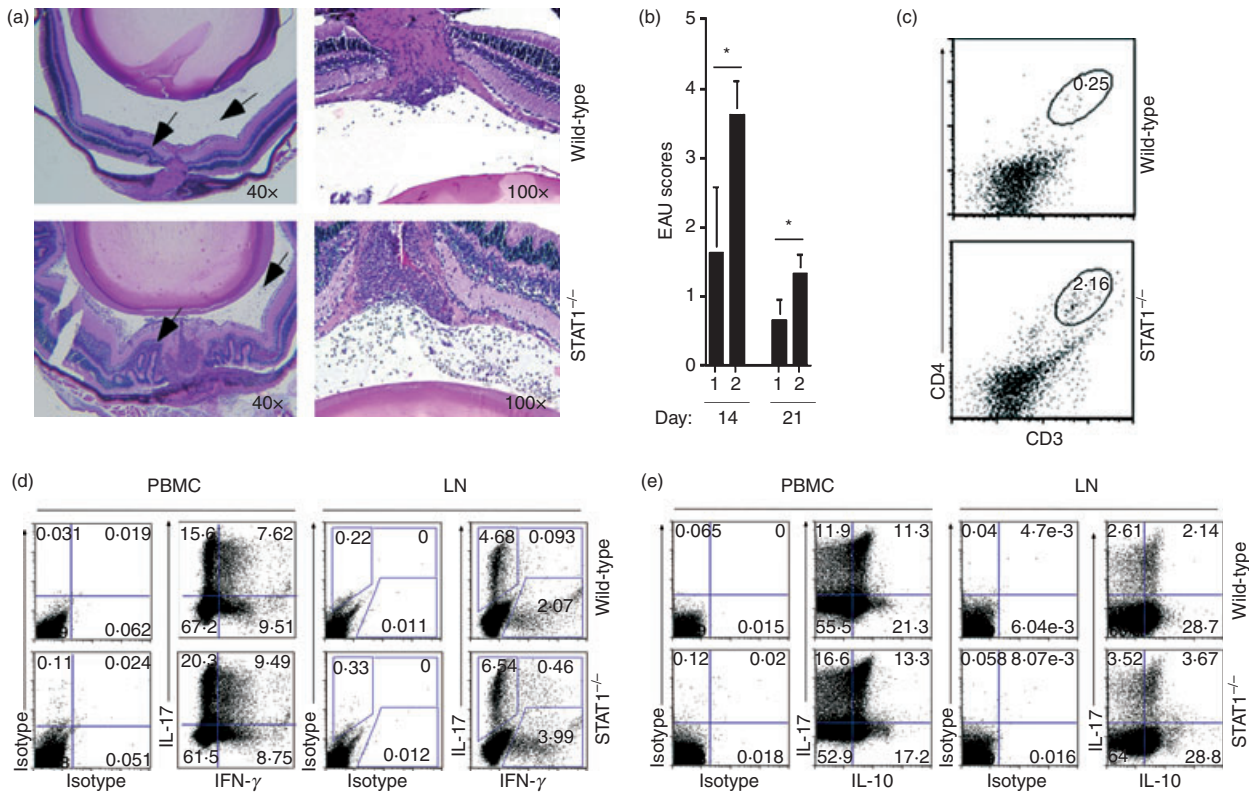 (a)
40×
100×
Wild-type
40×
100×
STAT1⁻/⁻
(b)
5
4
3
2
1
0
EAU scores
*
*
1 2 1 2
Day: 14 21
(c)
0·25
Wild-type
2·16
STAT1⁻/⁻
CD4
CD3
(d)
PBMC LN
0·031 0·019
0·062
15·6 7·62
67·2 9·51
0·22 0
0·011
4·68 0·093
2·07
Wild-type
0·11 0·024
0·051
20·3 9·49
61·5 8·75
0·33 0
0·012
6·54 0·46
3·99
STAT1⁻/⁻
Isotype IL-17 Isotype IL-17
Isotype IFN-γ Isotype IFN-γ
(e)
PBMC LN
0·065 0
0·015
11·9 11·3
55·5 21·3
0·04 4·7e-3
6·04e-3
2·61 2·14
28·7
Wild-type
0·12 0·02
0·018
16·6 13·3
52·9 17·2
0·058 8·07e-3
0·016
3·52 3·67
64 28·8
STAT1⁻/⁻
Isotype IL-17 Isotype IL-17
Isotype IL-10 Isotype IL-10